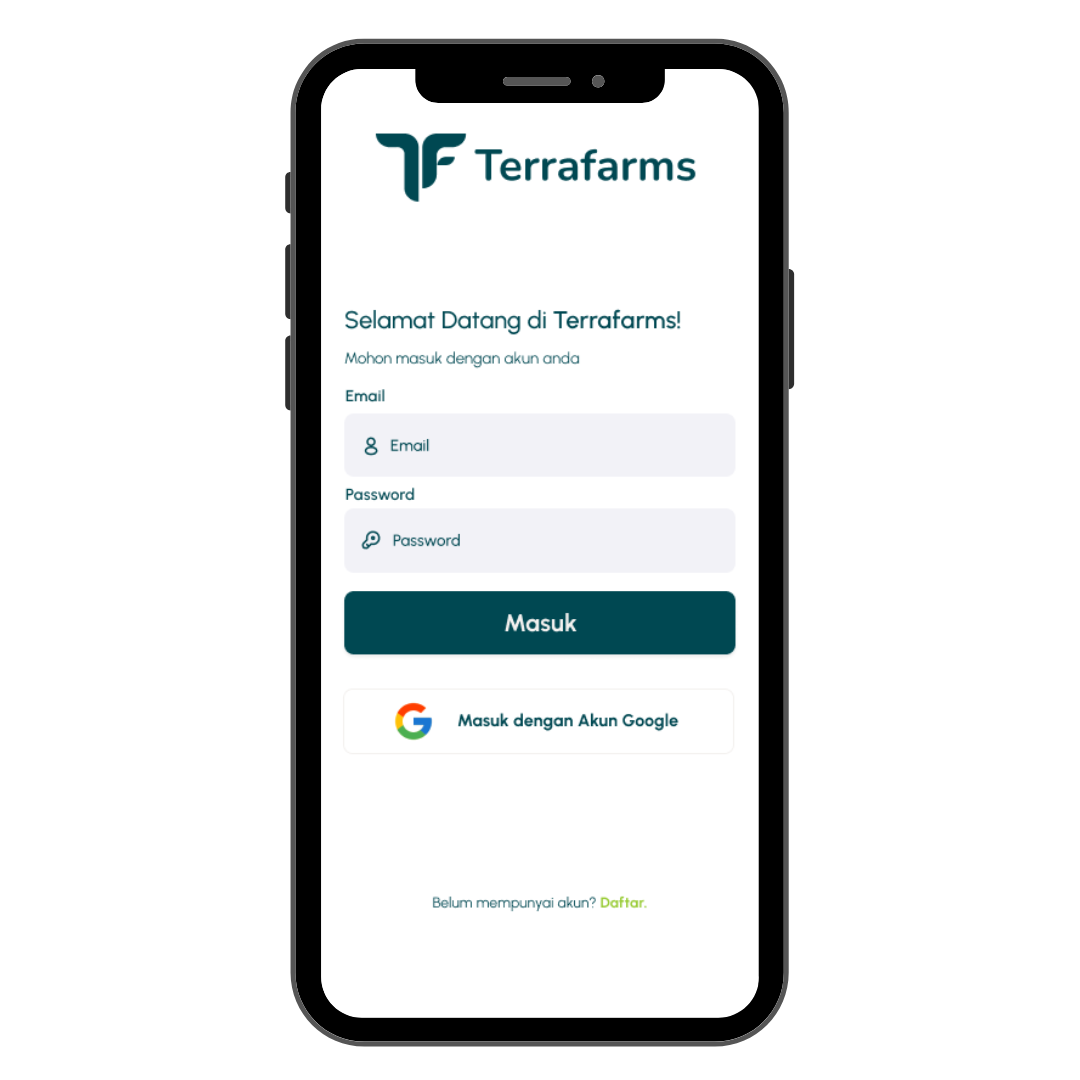 TF Terrafarms
Selamat Datang di Terrafarms!
Mohon masuk dengan akun anda
Email
Email
Password
Password
Masuk
Masuk dengan Akun Google
Belum mempunyai akun? Daftar.